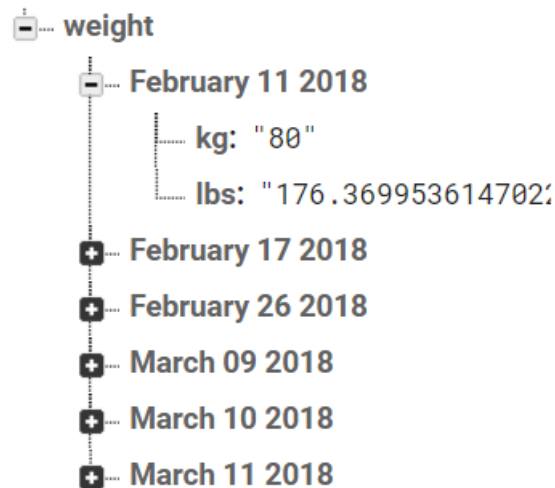 weight
February 11 2018
kg: "80"
lbs: "176.3699536147022
February 17 2018
February 26 2018
March 09 2018
March 10 2018
March 11 2018